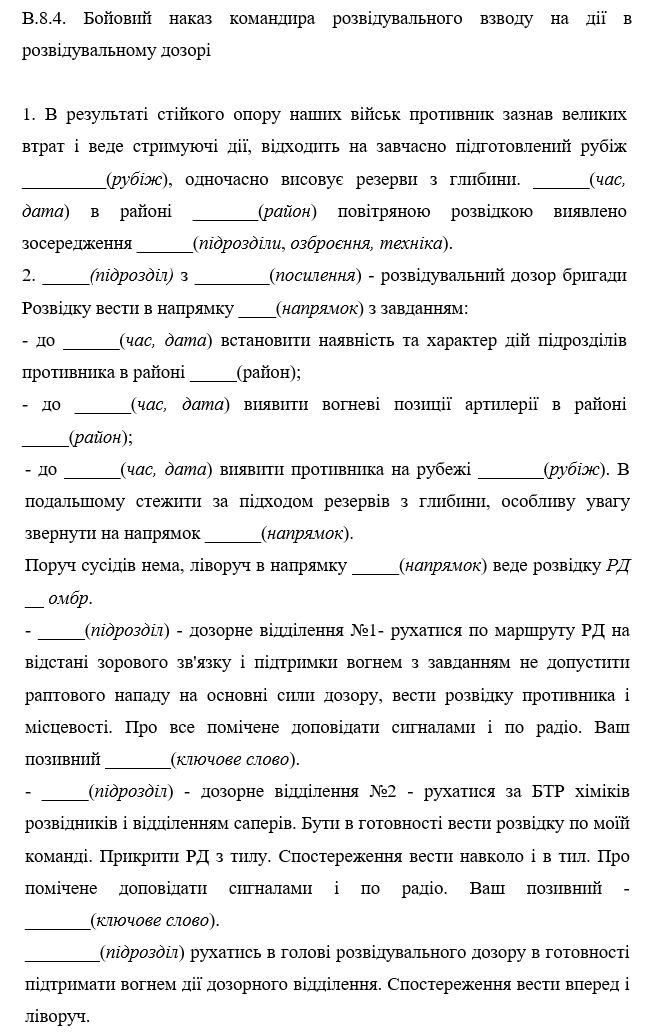 В.8.4. Бойовий наказ командира розвідувального взводу на дії в
розвідувальному дозорі
1. В результаті стійкого опору наших військ противник зазнав великих
втрат і веде стримуючі дії, відходить на завчасно підготовлений рубіж
_________(рубіж), одночасно висовує резерви з глибини. ______(час,
дата) в районі _______(район) повітряною розвідкою виявлено
зосередження ______(підрозділи, озброєння, техніка).
2. _____(підрозділ) з ________(посилення) - розвідувальний дозор бригади
Розвідку вести в напрямку ____(напрямок) з завданням:
- до ______(час, дата) встановити наявність та характер дій підрозділів
противника в районі _____(район);
- до ______(час, дата) виявити вогневі позиції артилерії в районі
_____(район);
- до ______(час, дата) виявити противника на рубежі _______(рубіж). В
подальшому стежити за підходом резервів з глибини, особливу увагу
звернути на напрямок ______(напрямок).
Поруч сусідів нема, ліворуч в напрямку _____(напрямок) веде розвідку РД
__ омбр.
- _____(підрозділ) - дозорне відділення №1- рухатися по маршруту РД на
відстані зорового зв'язку і підтримки вогнем з завданням не допустити
раптового нападу на основні сили дозору, вести розвідку противника і
місцевості. Про все помічене доповідати сигналами і по радіо. Ваш
позивний _______(ключове слово).
- _____(підрозділ) - дозорне відділення №2 - рухатися за БТР хіміків
розвідників і відділенням саперів. Бути в готовності вести розвідку по моїй
команді. Прикрити РД з тилу. Спостереження вести навколо і в тил. Про
помічене доповідати сигналами і по радіо. Ваш позивний -
_______(ключове слово).
________(підрозділ) рухатись в голові розвідувального дозору в готовності
підтримати вогнем дії дозорного відділення. Спостереження вести вперед і
ліворуч.